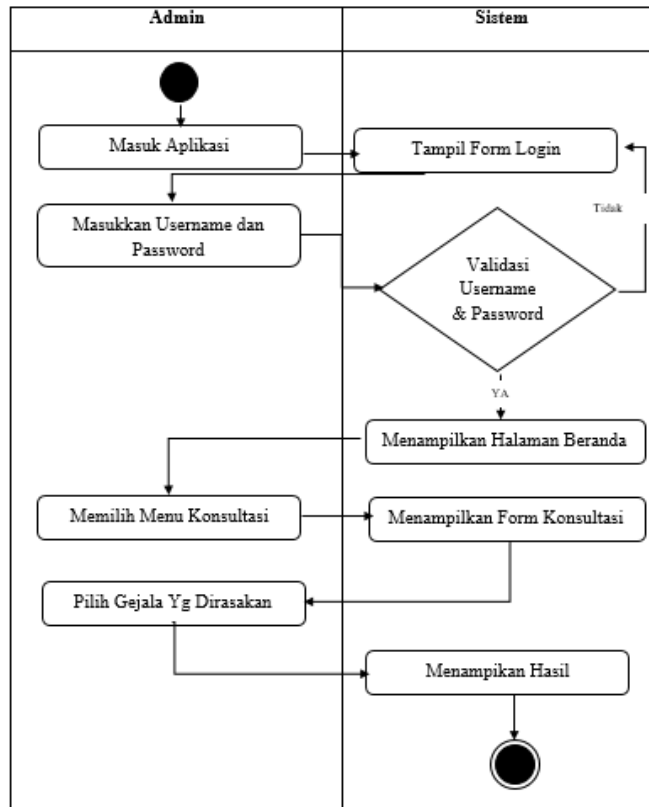 Admin
Sistem
Masuk Aplikasi
Tampil Form Login
Masukkan Username dan
Password
Tidak
Validasi
Username
& Password
YA
Menampilkan Halaman Beranda
Memilih Menu Konsultasi
Menampilkan Form Konsultasi
Pilih Gejala Yg Dirasakan
Menampikan Hasil